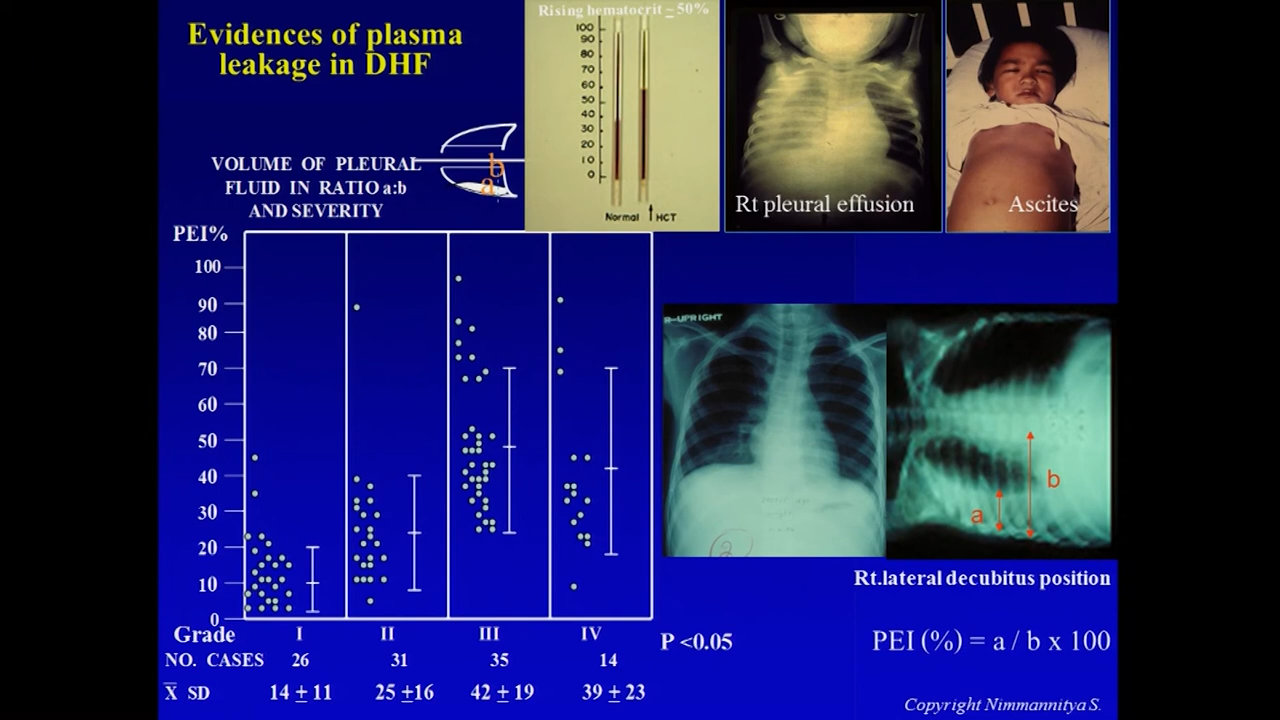 Evidences of plasma
leakage in DHF
Rising hematocrit ~ 50%
100
90
80
70
60
50
40
30
20
10
0
Normal
HCT
Rt pleural effusion
Ascites
VOLUME OF PLEURAL
FLUID IN RATIO a:b
AND SEVERITY
b
a
PEI%
100
90
80
70
60
50
40
30
20
10
0
Grade I II III IV
NO. CASES 26 31 35 14
X̅ SD 14 ± 11 25 ±16 42 ± 19 39 ± 23
P <0.05
R-UPRIGHT
2
b
a
Rt.lateral decubitus position
PEI (%) = a / b x 100
Copyright Nimmannitya S.